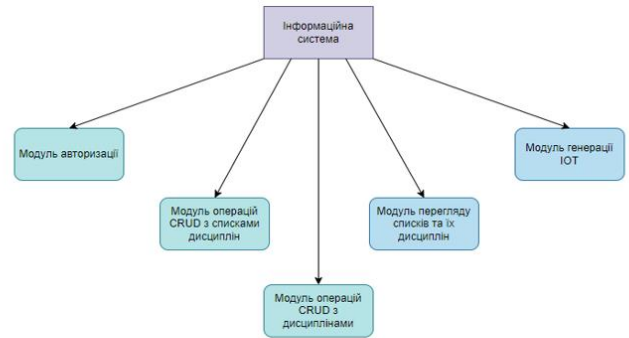 Інформаційна
система
Модуль авторизації
Модуль генерації
ІОТ
Модуль операцій
CRUD з списками
дисциплін
Модуль перегляду
списків та їх
дисциплін
Модуль операцій
CRUD з
дисциплінами